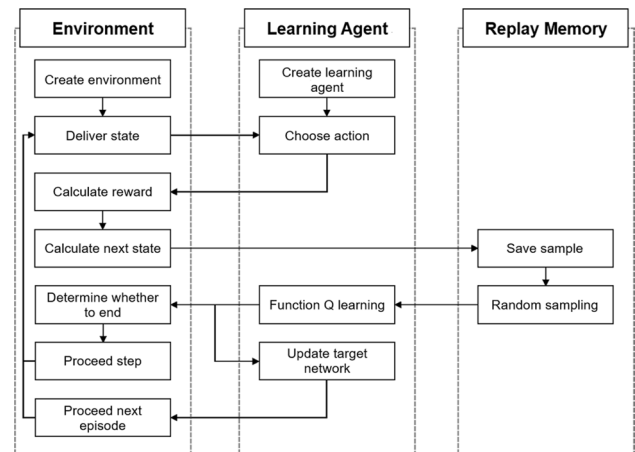 Environment
Learning Agent
Replay Memory
Create environment
Create learning
agent
Deliver state
Choose action
Calculate reward
Calculate next state
Save sample
Determine whether
to end
Function Q learning
Random sampling
Proceed step
Update target
network
Proceed next
episode